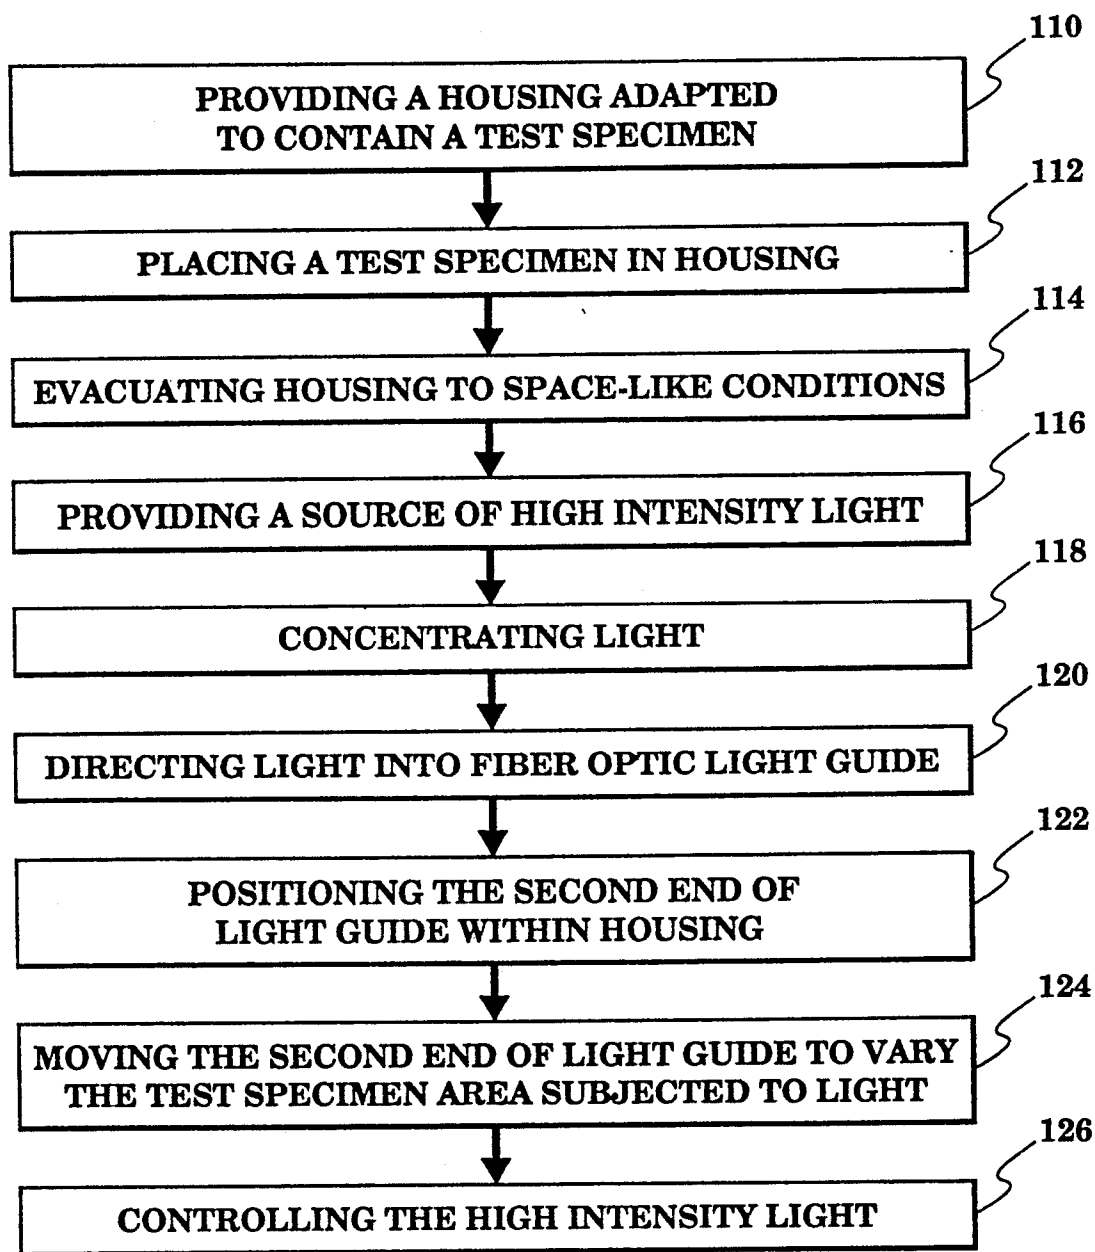 110
PROVIDING A HOUSING ADAPTED
TO CONTAIN A TEST SPECIMEN
112
PLACING A TEST SPECIMEN IN HOUSING
114
EVACUATING HOUSING TO SPACE-LIKE CONDITIONS
116
PROVIDING A SOURCE OF HIGH INTENSITY LIGHT
118
CONCENTRATING LIGHT
120
DIRECTING LIGHT INTO FIBER OPTIC LIGHT GUIDE
122
POSITIONING THE SECOND END OF
LIGHT GUIDE WITHIN HOUSING
124
MOVING THE SECOND END OF LIGHT GUIDE TO VARY
THE TEST SPECIMEN AREA SUBJECTED TO LIGHT
126
CONTROLLING THE HIGH INTENSITY LIGHT